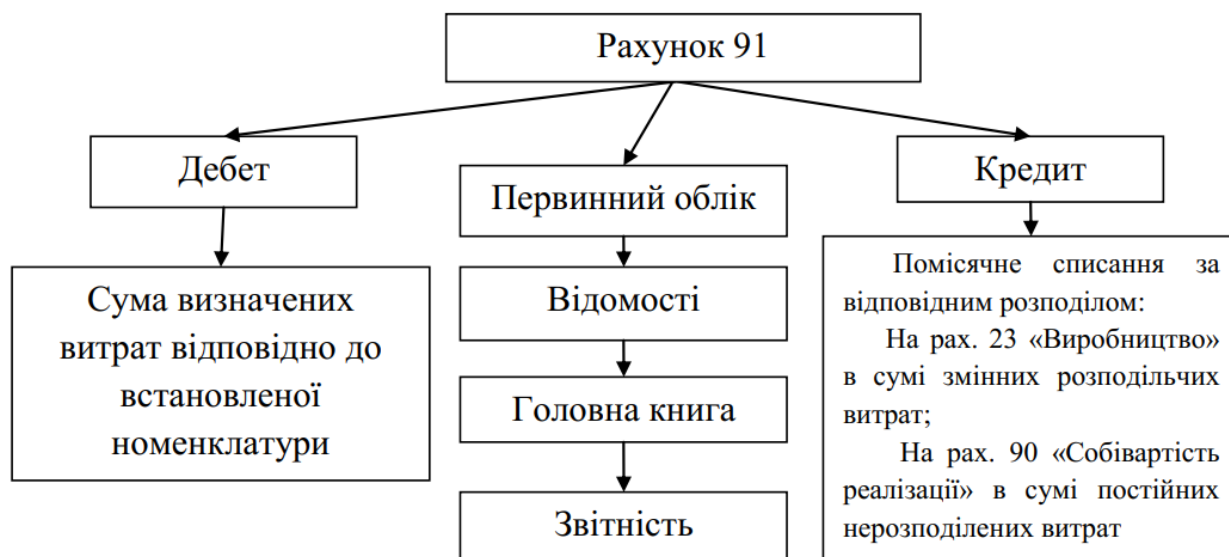 Рахунок 91
Дебет
Сума визначених
витрат відповідно до
встановленої
номенклатури
Первинний облік
Відомості
Головна книга
Звітність
Кредит
Помісячне списання за
відповідним розподілом:
На рах. 23 «Виробництво»
в сумі змінних розподільчих
витрат;
На рах. 90 «Собівартість
реалізації» в сумі постійних
нерозподілених витрат